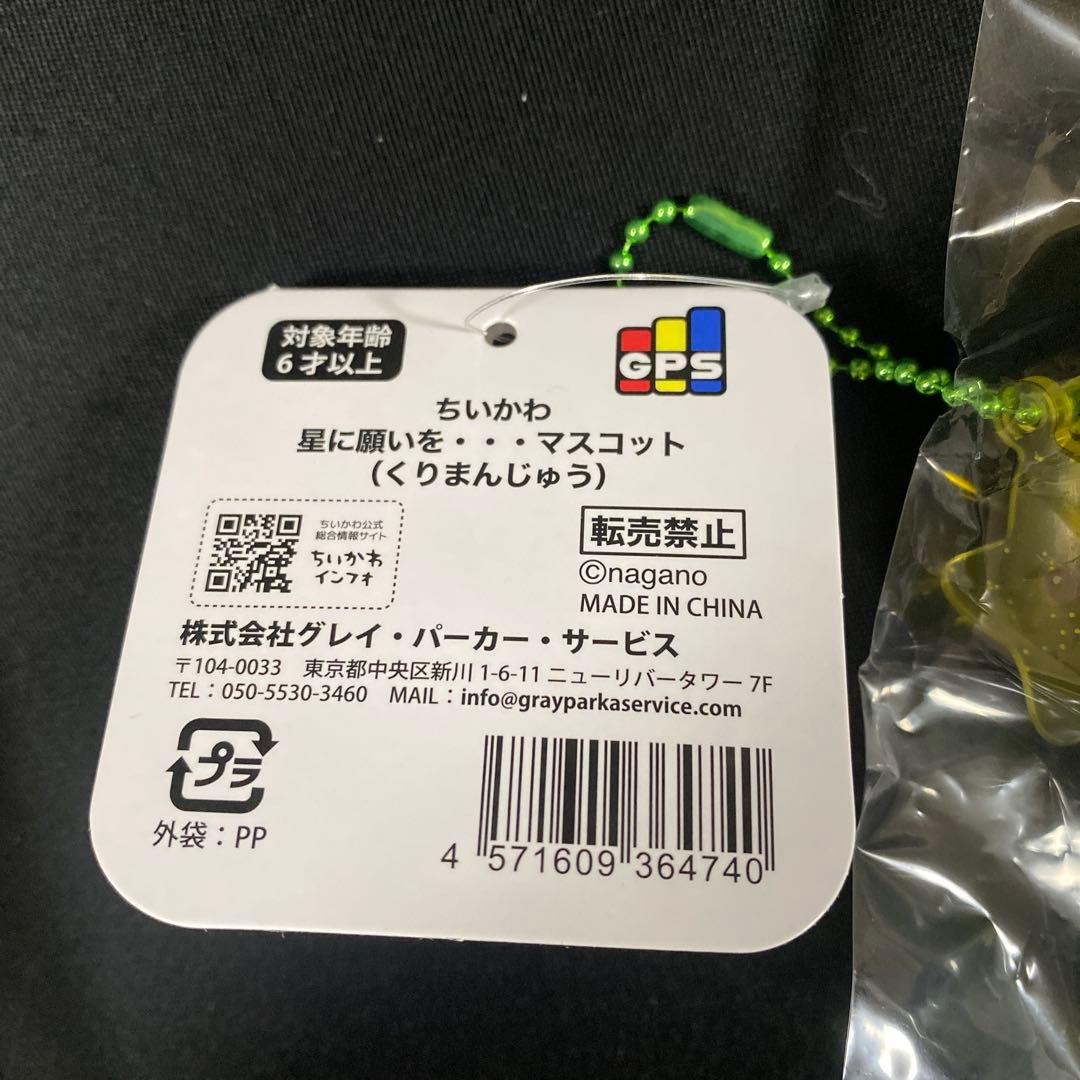 対象年齢
6才以上
GPS
ちいかわ
星に願いを・・・マスコット
(くりまんじゅう)
ちいかわ公式
総合情報サイト
ちいかわ
インフォ
転売禁止
©nagano
MADE IN CHINA
株式会社グレイ・パーカー・サービス
〒104-0033 東京都中央区新川 1-6-11 ニューリバータワー 7F
TEL：050-5530-3460 MAIL：info@grayparkaservice.com
プラ
外袋：PP
4 571609 364740